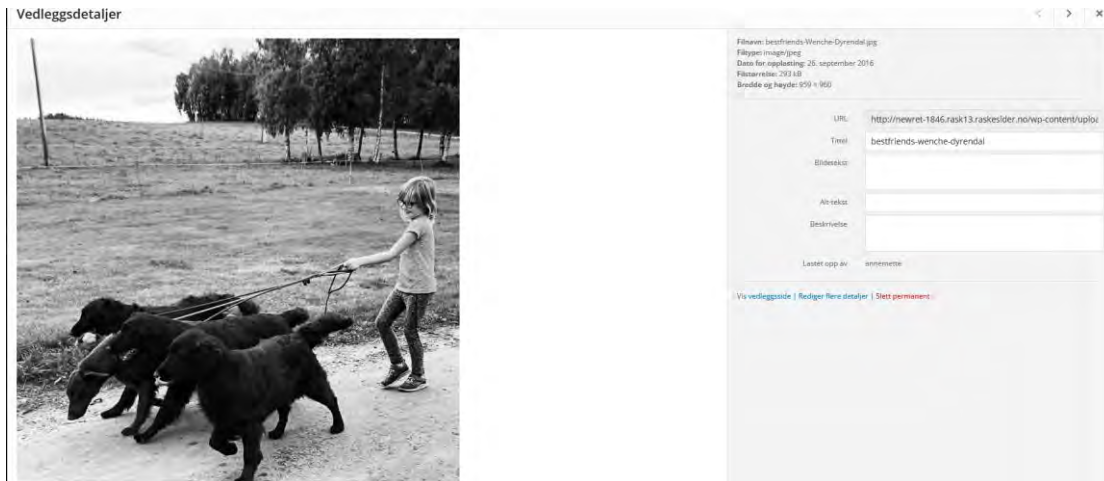 Vedleggsdetaljer
Filnavn: bestfriends-Wenche-Dyrendal.jpg
Filtype: image/jpeg
Dato for opplasting: 26. september 2016
Filstørrelse: 293 kB
Bredde og høyde: 959 × 960
URL http://newret-1846.rask13.raskesider.no/wp-content/uploa
Tittel bestfriends-wenche-dyrendal
Bildetekst
Alt-tekst
Beskrivelse
Lastet opp av annemette
Vis vedleggsside | Rediger flere detaljer | Slett permanent